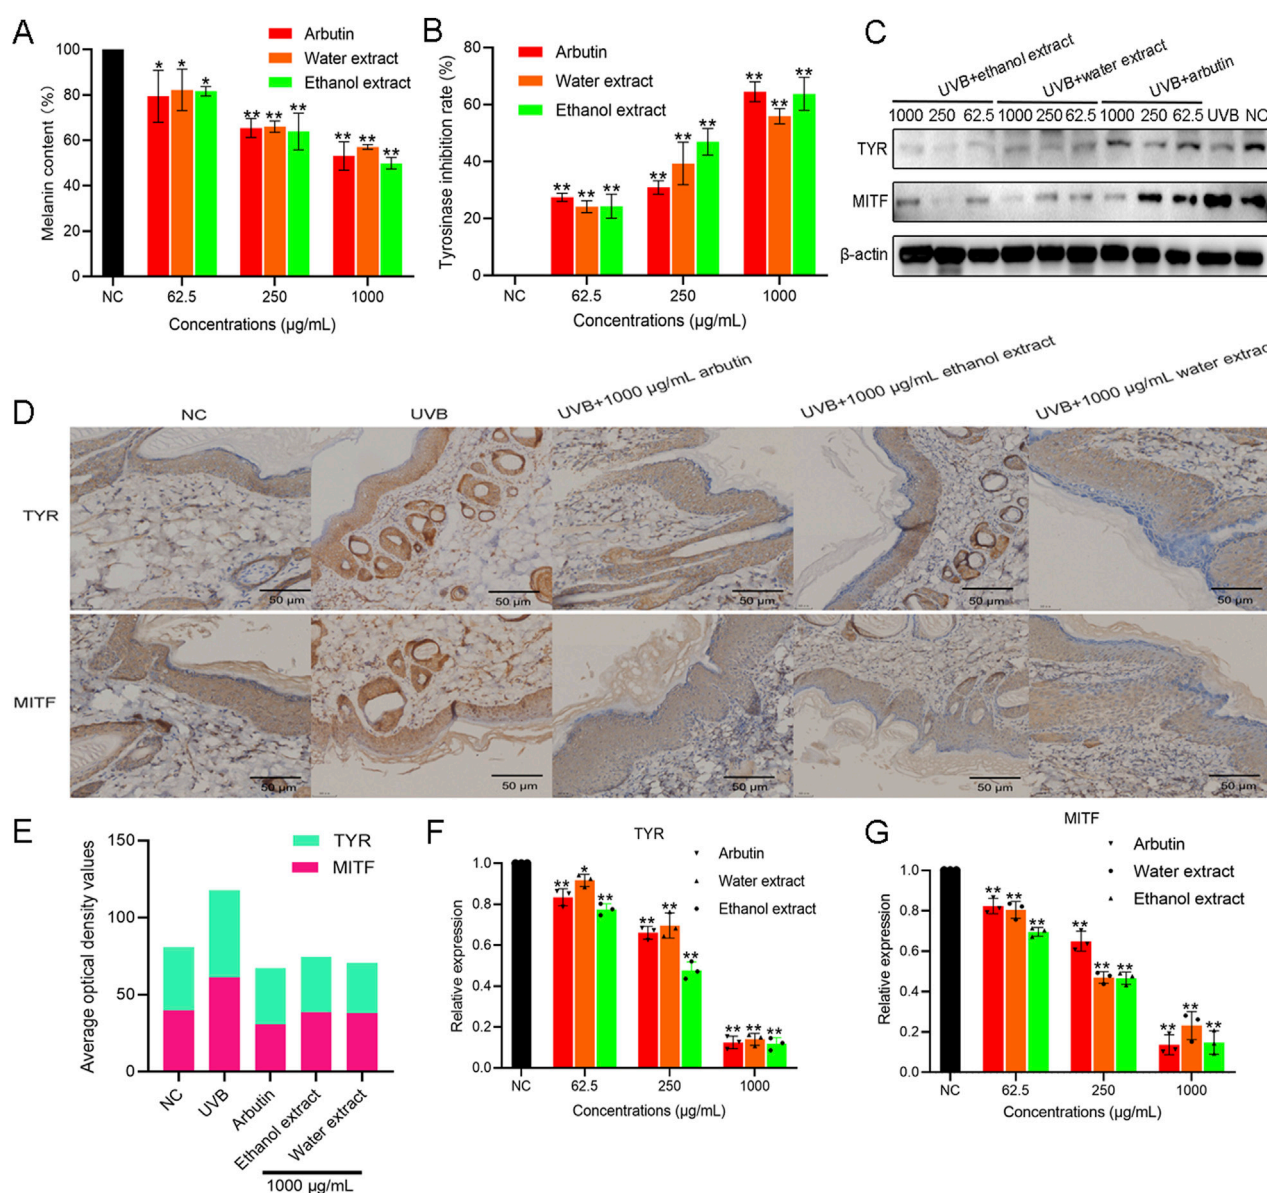 A
Arbutin
Water extract
Ethanol extract
Melanin content (%)
100
80
60
40
20
0
* * *
** ** **
** ** **
NC 62.5 250 1000
Concentrations (µg/mL)
B
Arbutin
Water extract
Ethanol extract
Tyrosinase inhibition rate (%)
80
60
40
20
0
** ** **
** ** **
** ** **
NC 62.5 250 1000
Concentrations (µg/mL)
C
UVB+ethanol extract
UVB+water extract
UVB+arbutin
1000 250 62.5 1000 250 62.5 1000 250 62.5 UVB NC
TYR
MITF
β-actin
D
NC
UVB
UVB+1000 µg/mL arbutin
UVB+1000 µg/mL ethanol extract
UVB+1000 µg/mL water extract
TYR
50 µm
50 µm
50 µm
50 µm
50 µm
MITF
50 µm
50 µm
50 µm
50 µm
50 µm
E
TYR
MITF
Average optical density values
150
100
50
0
NC
UVB
Arbutin
Ethanol extract
Water extract
1000 µg/mL
F
TYR
Arbutin
Water extract
Ethanol extract
Relative expression
1.0
0.8
0.6
0.4
0.2
0.0
** * **
** ** **
** ** **
NC 62.5 250 1000
Concentrations (µg/mL)
G
MITF
Arbutin
Water extract
Ethanol extract
Relative expression
1.0
0.8
0.6
0.4
0.2
0.0
** ** **
** ** **
** ** **
NC 62.5 250 1000
Concentrations (µg/mL)